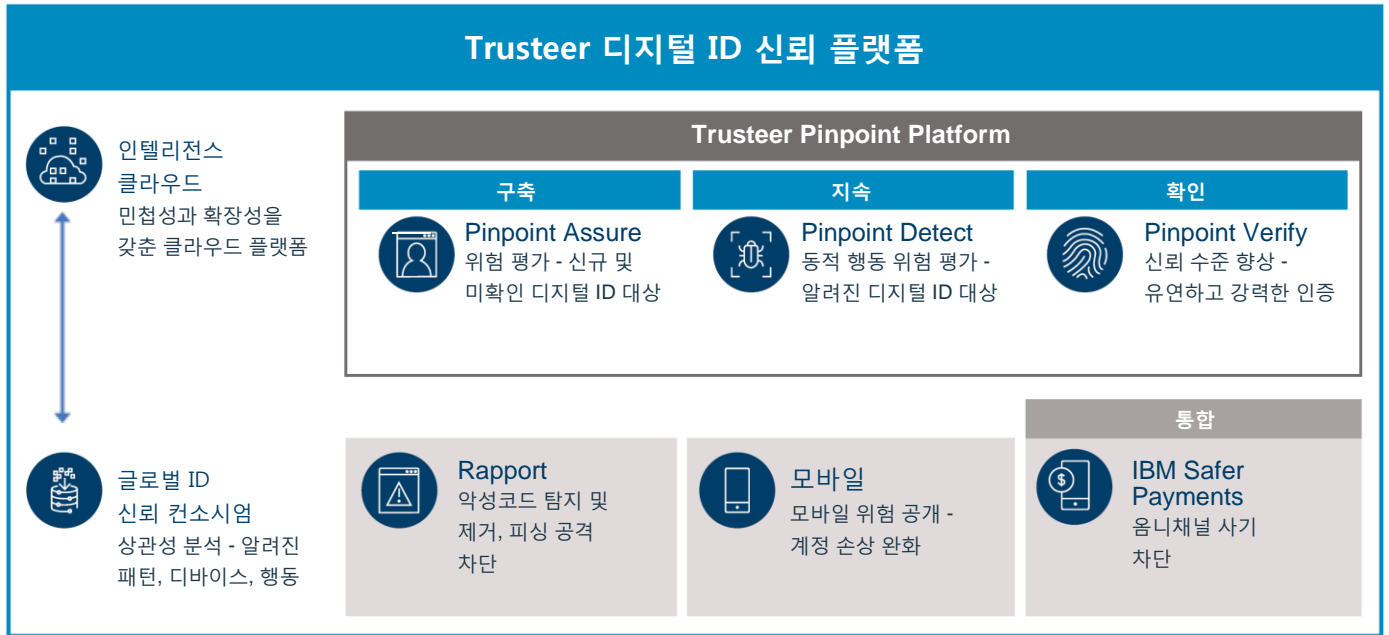 Trusteer 디지털 ID 신뢰 플랫폼
인텔리전스
클라우드
민첩성과 확장성을
갖춘 클라우드 플랫폼
Trusteer Pinpoint Platform
구축
Pinpoint Assure
위험 평가 - 신규 및
미확인 디지털 ID 대상
지속
Pinpoint Detect
동적 행동 위험 평가 -
알려진 디지털 ID 대상
확인
Pinpoint Verify
신뢰 수준 향상 -
유연하고 강력한 인증
글로벌 ID
신뢰 컨소시엄
상관성 분석 - 알려진
패턴, 디바이스, 행동
Rapport
악성코드 탐지 및
제거, 피싱 공격
차단
모바일
모바일 위험 공개 -
계정 손상 완화
통합
IBM Safer
Payments
옴니채널 사기
차단